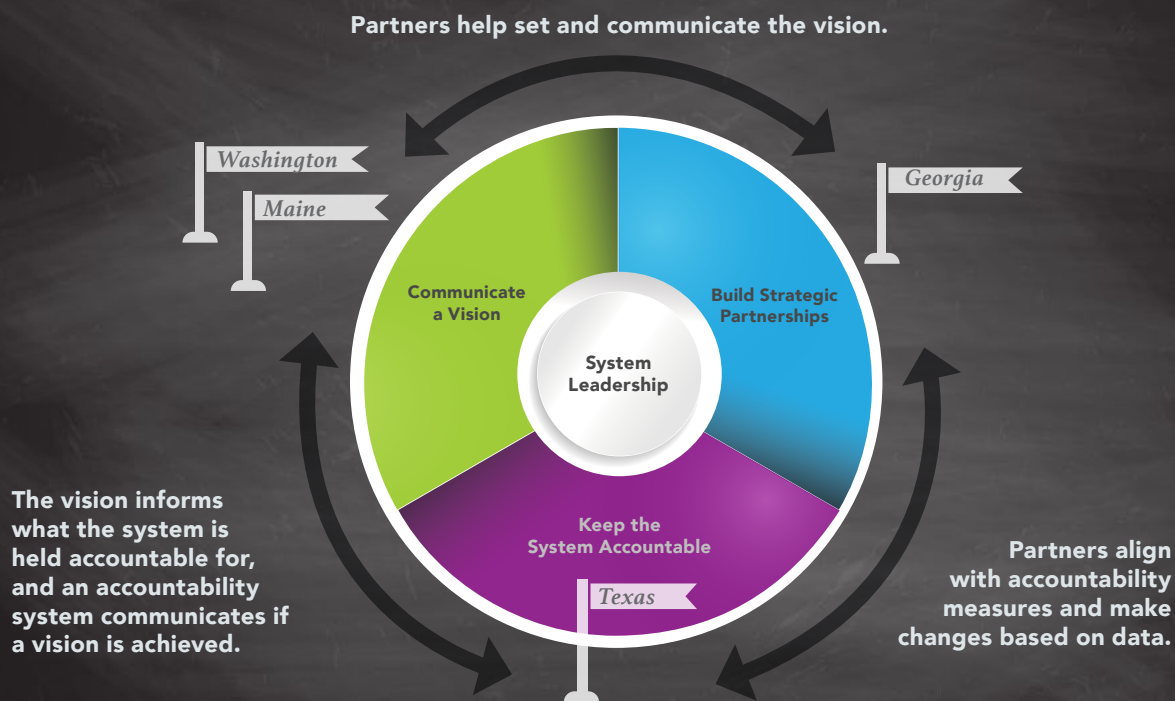 Partners help set and communicate the vision.
Washington
Maine
Georgia
Communicate
a Vision
Build Strategic
Partnerships
System
Leadership
Keep the
System Accountable
Texas
The vision informs
what the system is
held accountable for,
and an accountability
system communicates if
a vision is achieved.
Partners align
with accountability
measures and make
changes based on data.